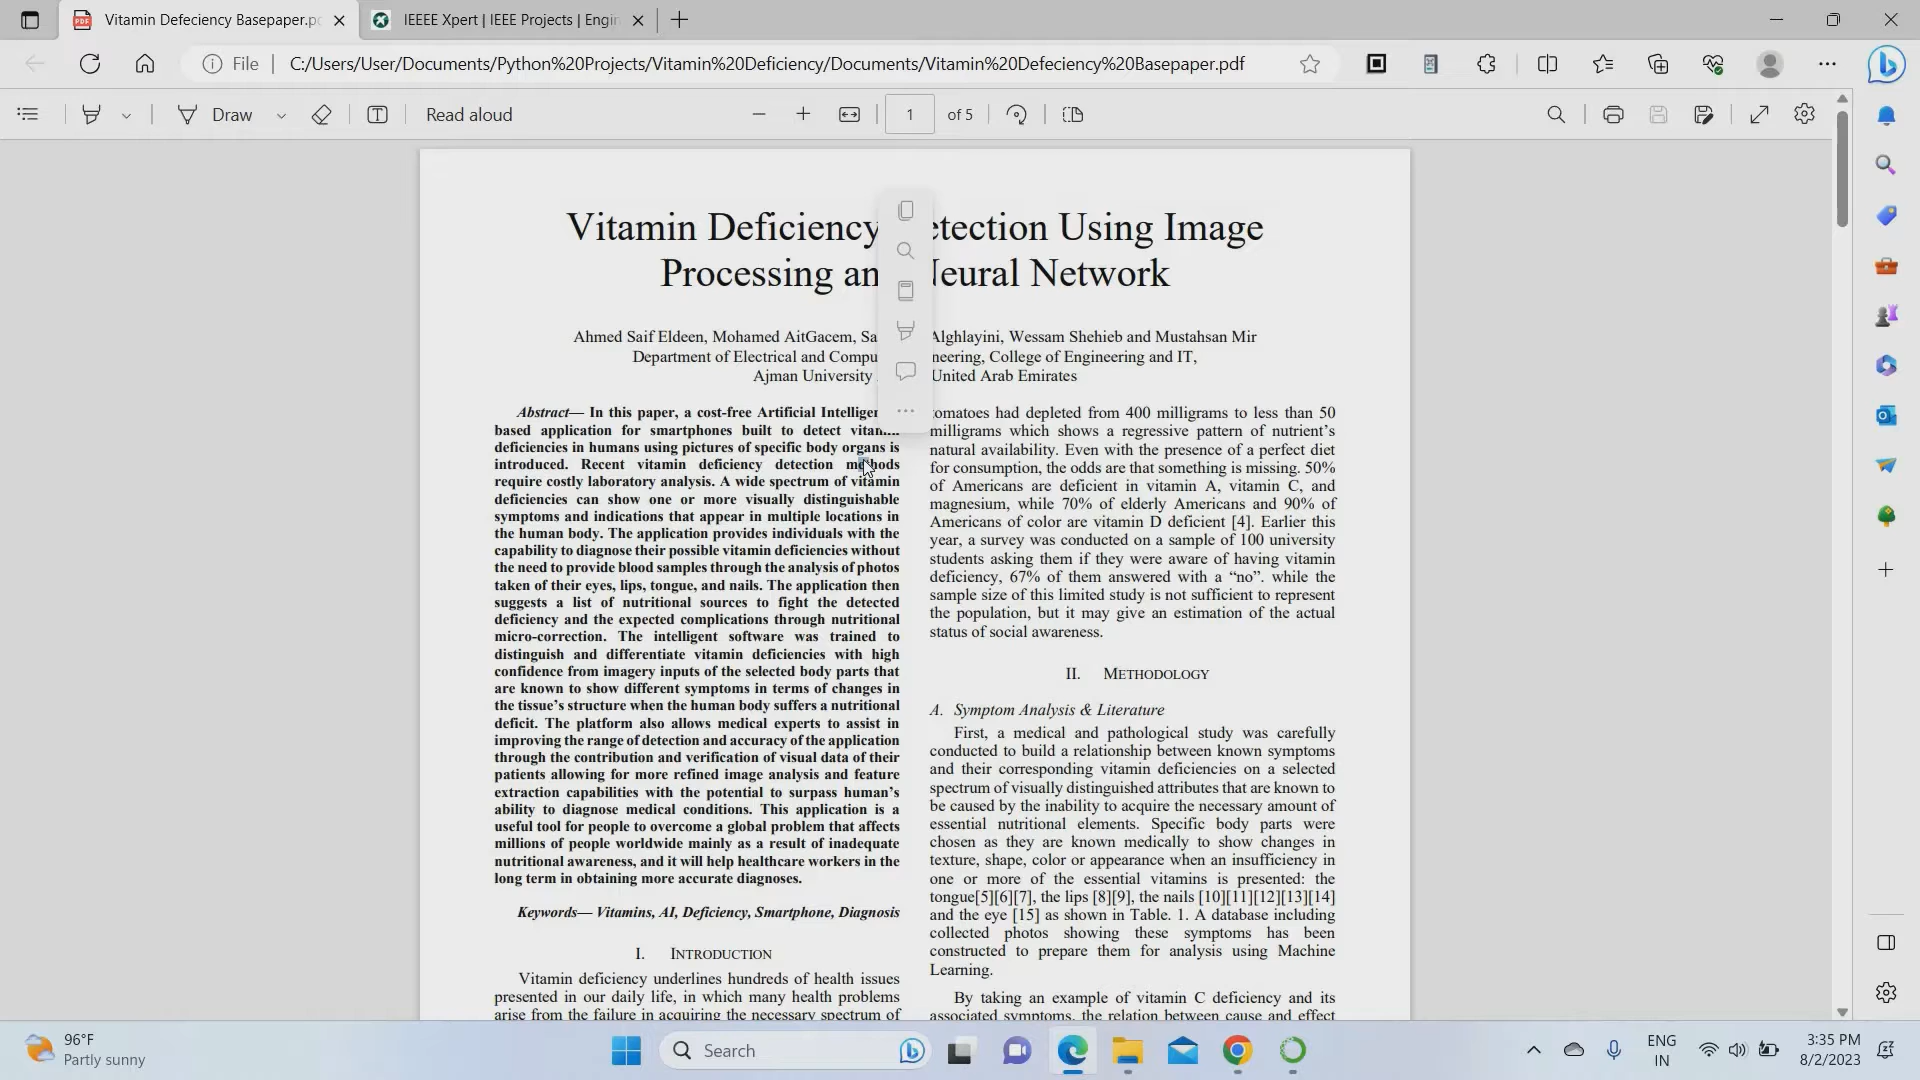 Vitamin Defeciency Basepaper.p
IEEEE Xpert | IEEE Projects | Engin
File
C:/Users/User/Documents/Python%20Projects/Vitamin%20Deficiency/Documents/Vitamin%20Defeciency%20Basepaper.pdf
Draw
Read aloud
1 of 5
Vitamin Deficiency etection Using Image
Processing an Neural Network
Ahmed Saif Eldeen, Mohamed AitGacem, Sa Alghlayini, Wessam Shehieb and Mustahsan Mir
Department of Electrical and Compu neering, College of Engineering and IT,
Ajman University United Arab Emirates
Abstract— In this paper, a cost-free Artificial Intelligen
based application for smartphones built to detect vitamin
deficiencies in humans using pictures of specific body organs is
introduced. Recent vitamin deficiency detection methods
require costly laboratory analysis. A wide spectrum of vitamin
deficiencies can show one or more visually distinguishable
symptoms and indications that appear in multiple locations in
the human body. The application provides individuals with the
capability to diagnose their possible vitamin deficiencies without
the need to provide blood samples through the analysis of photos
taken of their eyes, lips, tongue, and nails. The application then
suggests a list of nutritional sources to fight the detected
deficiency and the expected complications through nutritional
micro-correction. The intelligent software was trained to
distinguish and differentiate vitamin deficiencies with high
confidence from imagery inputs of the selected body parts that
are known to show different symptoms in terms of changes in
the tissue's structure when the human body suffers a nutritional
deficit. The platform also allows medical experts to assist in
improving the range of detection and accuracy of the application
through the contribution and verification of visual data of their
patients allowing for more refined image analysis and feature
extraction capabilities with the potential to surpass human's
ability to diagnose medical conditions. This application is a
useful tool for people to overcome a global problem that affects
millions of people worldwide mainly as a result of inadequate
nutritional awareness, and it will help healthcare workers in the
long term in obtaining more accurate diagnoses.
Keywords— Vitamins, AI, Deficiency, Smartphone, Diagnosis
I. INTRODUCTION
Vitamin deficiency underlines hundreds of health issues
presented in our daily life, in which many health problems
arise from the failure in acquiring the necessary spectrum of
tomatoes had depleted from 400 milligrams to less than 50
milligrams which shows a regressive pattern of nutrient's
natural availability. Even with the presence of a perfect diet
for consumption, the odds are that something is missing. 50%
of Americans are deficient in vitamin A, vitamin C, and
magnesium, while 70% of elderly Americans and 90% of
Americans of color are vitamin D deficient [4]. Earlier this
year, a survey was conducted on a sample of 100 university
students asking them if they were aware of having vitamin
deficiency, 67% of them answered with a “no”. while the
sample size of this limited study is not sufficient to represent
the population, but it may give an estimation of the actual
status of social awareness.
II. METHODOLOGY
A. Symptom Analysis & Literature
First, a medical and pathological study was carefully
conducted to build a relationship between known symptoms
and their corresponding vitamin deficiencies on a selected
spectrum of visually distinguished attributes that are known to
be caused by the inability to acquire the necessary amount of
essential nutritional elements. Specific body parts were
chosen as they are known medically to show changes in
texture, shape, color or appearance when an insufficiency in
one or more of the essential vitamins is presented: the
tongue[5][6][7], the lips [8][9], the nails [10][11][12][13][14]
and the eye [15] as shown in Table. 1. A database including
collected photos showing these symptoms has been
constructed to prepare them for analysis using Machine
Learning.
By taking an example of vitamin C deficiency and its
associated symptoms, the relation between cause and effect
96°F
Partly sunny
Search
ENG
IN
3:35 PM
8/2/2023